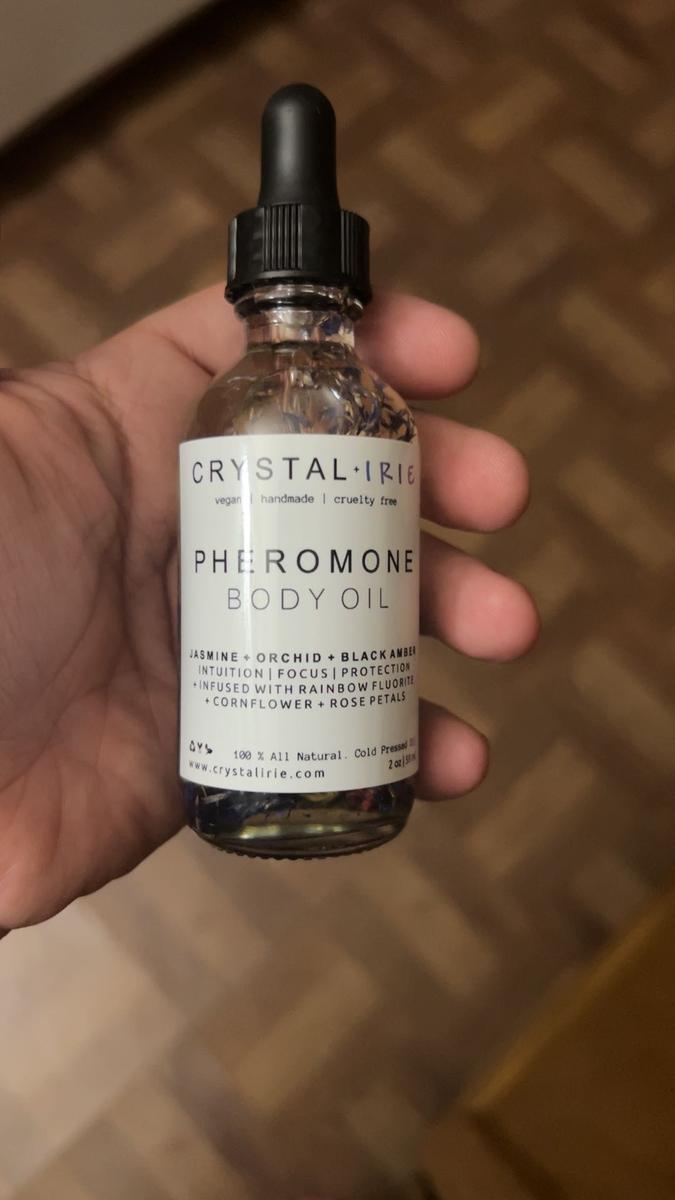 CRYSTAL+IRIE
vegan | handmade | cruelty free
PHEROMONE
BODY OIL
JASMINE + ORCHID + BLACK AMBER
INTUITION | FOCUS | PROTECTION
+ INFUSED WITH RAINBOW FLUORITE
+ CORNFLOWER + ROSE PETALS
100 % All Natural. Cold Pressed
www.crystalirie.com 2 oz |